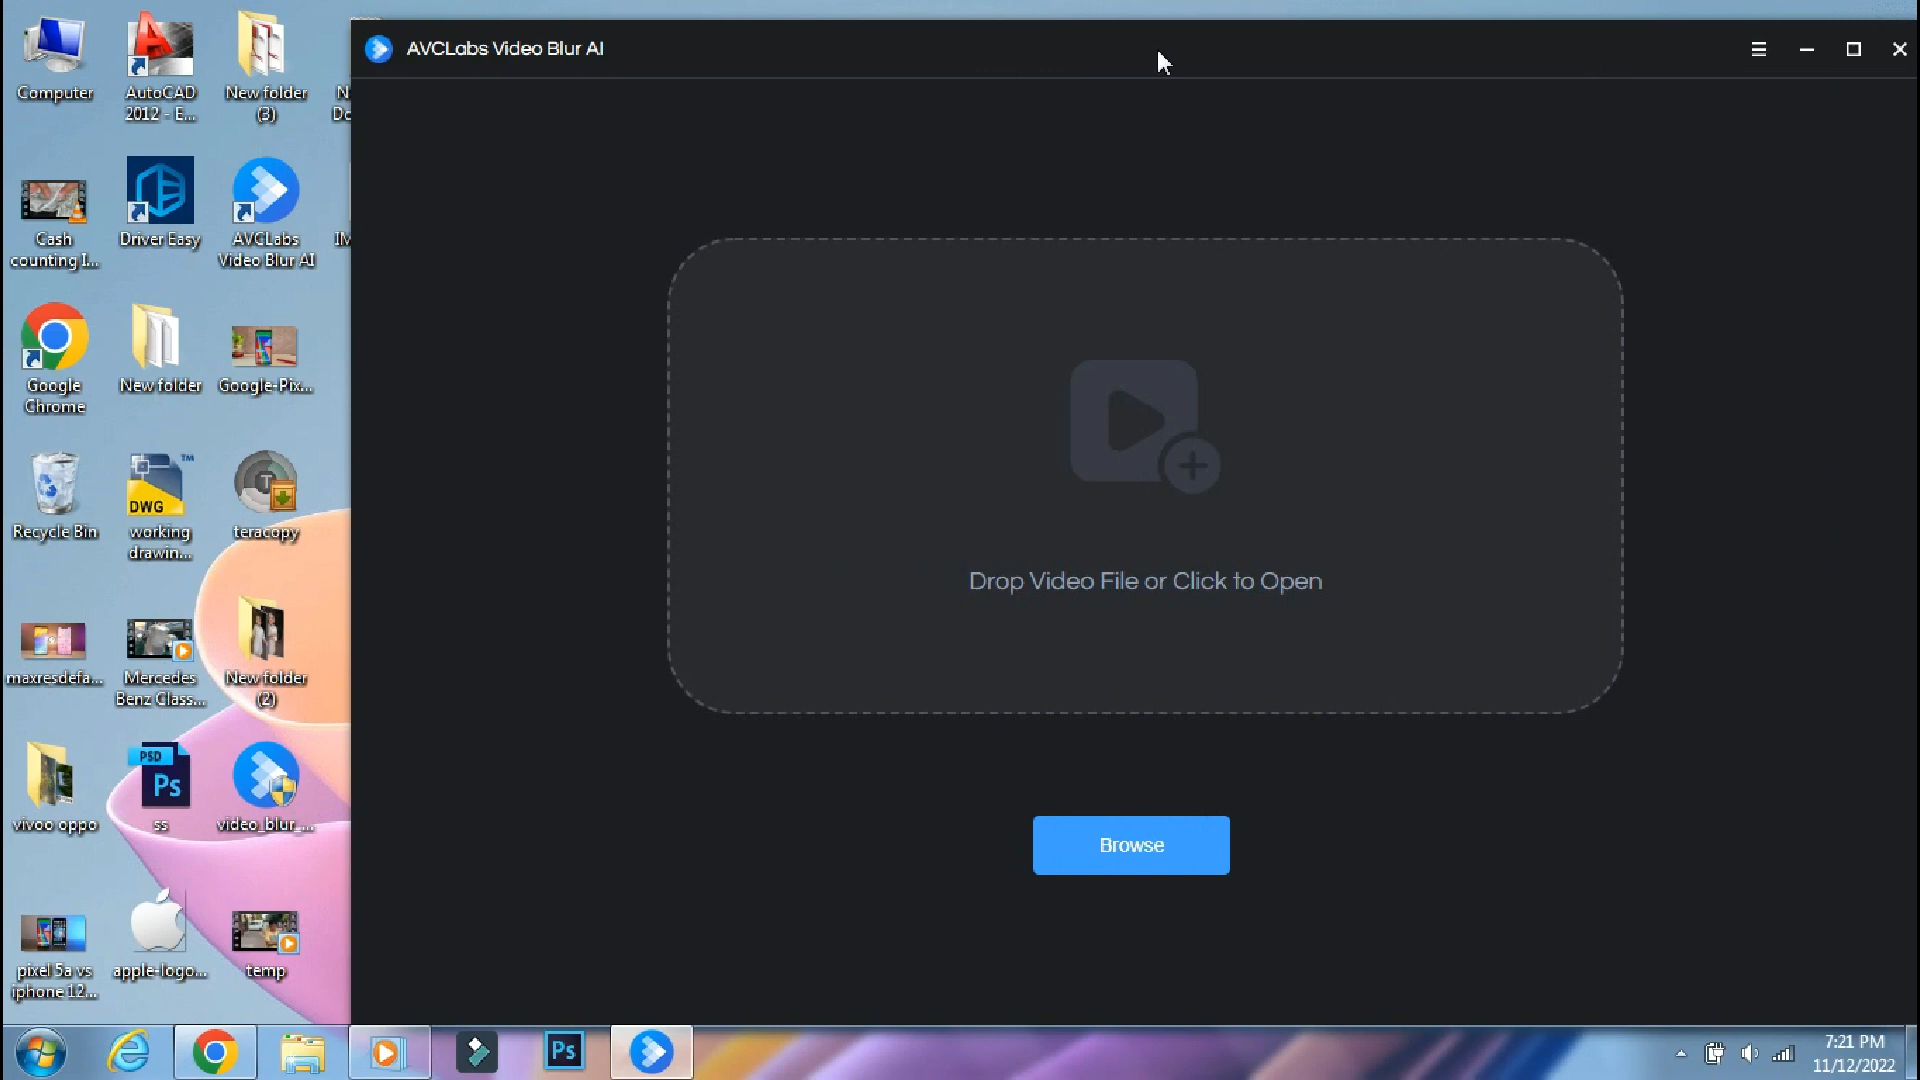 AVCLabs Video Blur AI
Computer
AutoCAD
2012 - E...
New folder
(3)
Cash
counting I...
Driver Easy
AVCLabs
Video Blur AI
Google
Chrome
New folder
Google-Pix...
Recycle Bin
DWG
TM
working
drawin...
T
teracopy
maxresdefa...
Mercedes
Benz Class...
New folder
(2)
vivoo oppo
PSD
Ps
ss
video_blur_...
pixel 5a vs
iphone 12...
apple-logo...
temp
Drop Video File or Click to Open
Browse
Ps
7:21 PM
11/12/2022